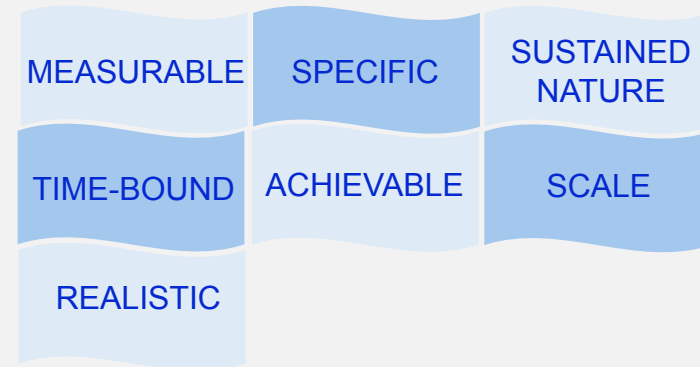 MEASURABLE
SPECIFIC
SUSTAINED
NATURE
TIME-BOUND
ACHIEVABLE
SCALE
REALISTIC